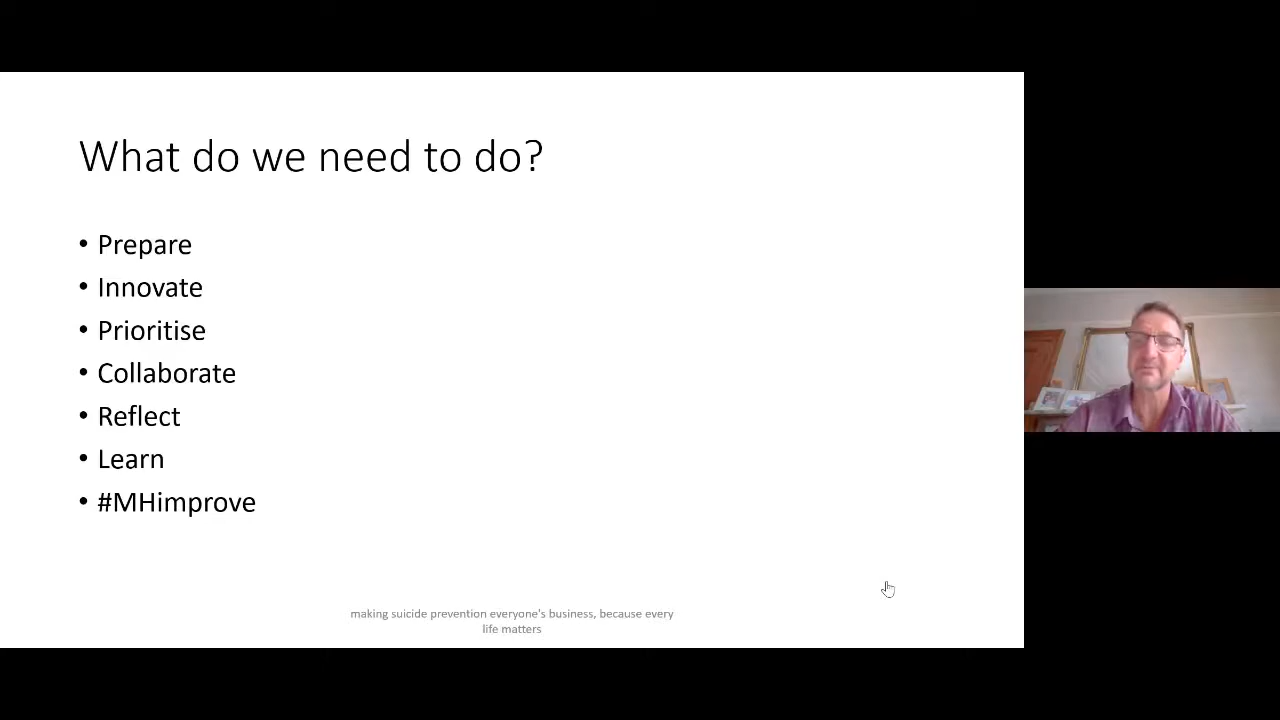 What do we need to do?
• Prepare
• Innovate
• Prioritise
• Collaborate
• Reflect
• Learn
• #MHimprove
making suicide prevention everyone's business, because every
life matters